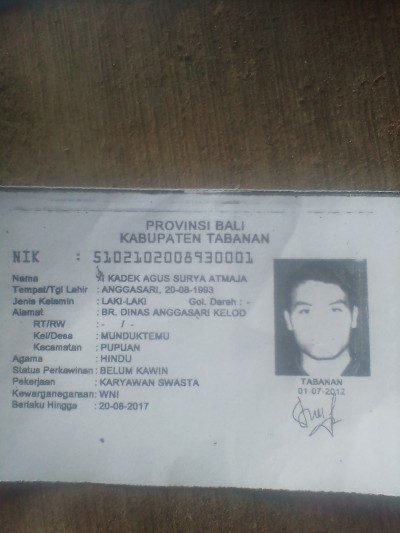 PROVINSI BALI
KABUPATEN TABANAN
NIK : 5102102008930001
Nama : I KADEK AGUS SURYA ATMAJA
Tempat/Tgl Lahir : ANGGASARI, 20-08-1993
Jenis Kelamin : LAKI-LAKI Gol. Darah : -
Alamat : BR. DINAS ANGGASARI KELOD
RT/RW : - / -
Kel/Desa : MUNDUKTEMU
Kecamatan : PUPUAN
Agama : HINDU
Status Perkawinan : BELUM KAWIN
Pekerjaan : KARYAWAN SWASTA
Kewarganegaraan: WNI
Berlaku Hingga : 20-08-2017
TABANAN
01-07-2012